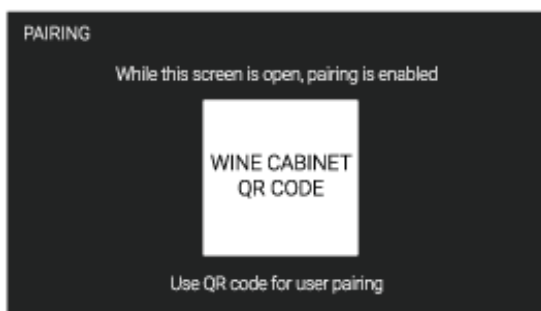 PAIRING
While this screen is open, pairing is enabled
WINE CABINET
QR CODE
Use QR code for user pairing